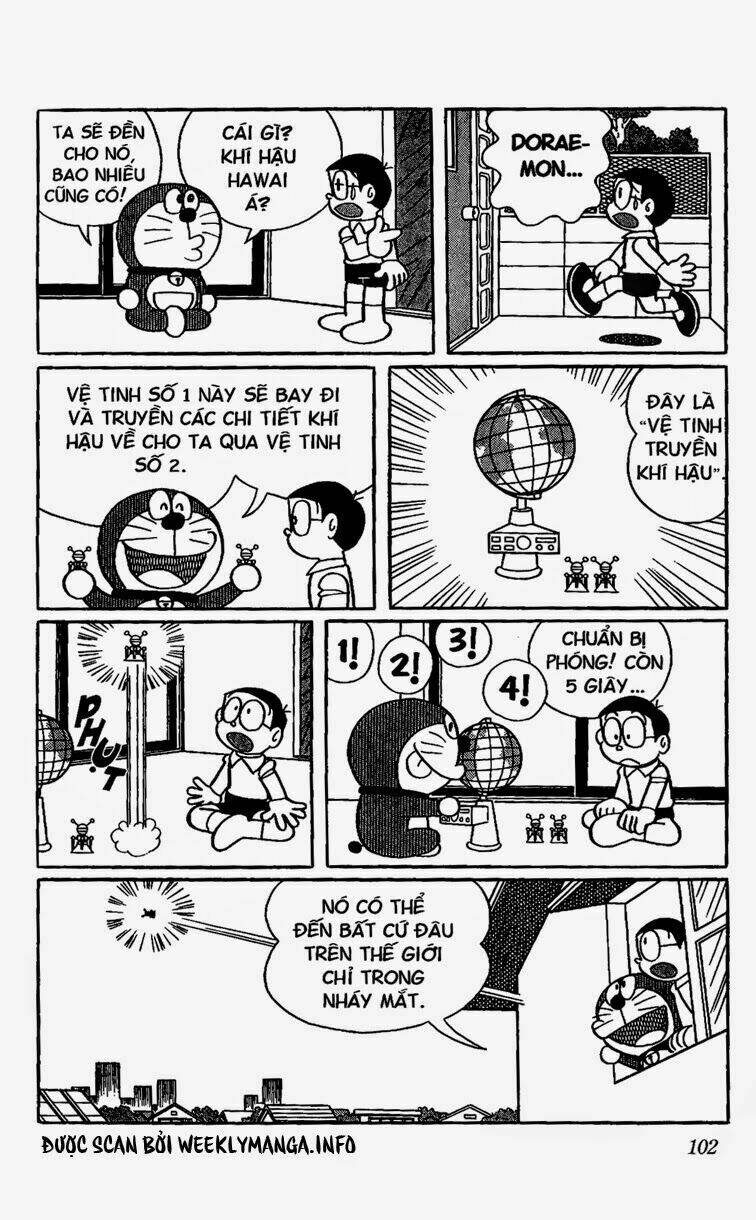 DORAE-
MON...
CÁI GÌ?
KHÍ HẬU
HAWAI
Á?
TA SẼ ĐỀN
CHO NÓ,
BAO NHIÊU
CŨNG CÓ!
ĐÂY LÀ
“VỆ TINH
TRUYỀN
KHÍ HẬU”.
VỆ TINH SỐ 1 NÀY SẼ BAY ĐI
VÀ TRUYỀN CÁC CHI TIẾT KHÍ
HẬU VỀ CHO TA QUA VỆ TINH
SỐ 2.
CHUẨN BỊ
PHÓNG! CÒN
5 GIÂY...
4!
3!
2!
1!
PHỤT
NÓ CÓ THỂ
ĐẾN BẤT CỨ ĐÂU
TRÊN THẾ GIỚI
CHỈ TRONG
NHÁY MẮT.
ĐƯỢC SCAN BỞI WEEKLYMANGA.INFO
102